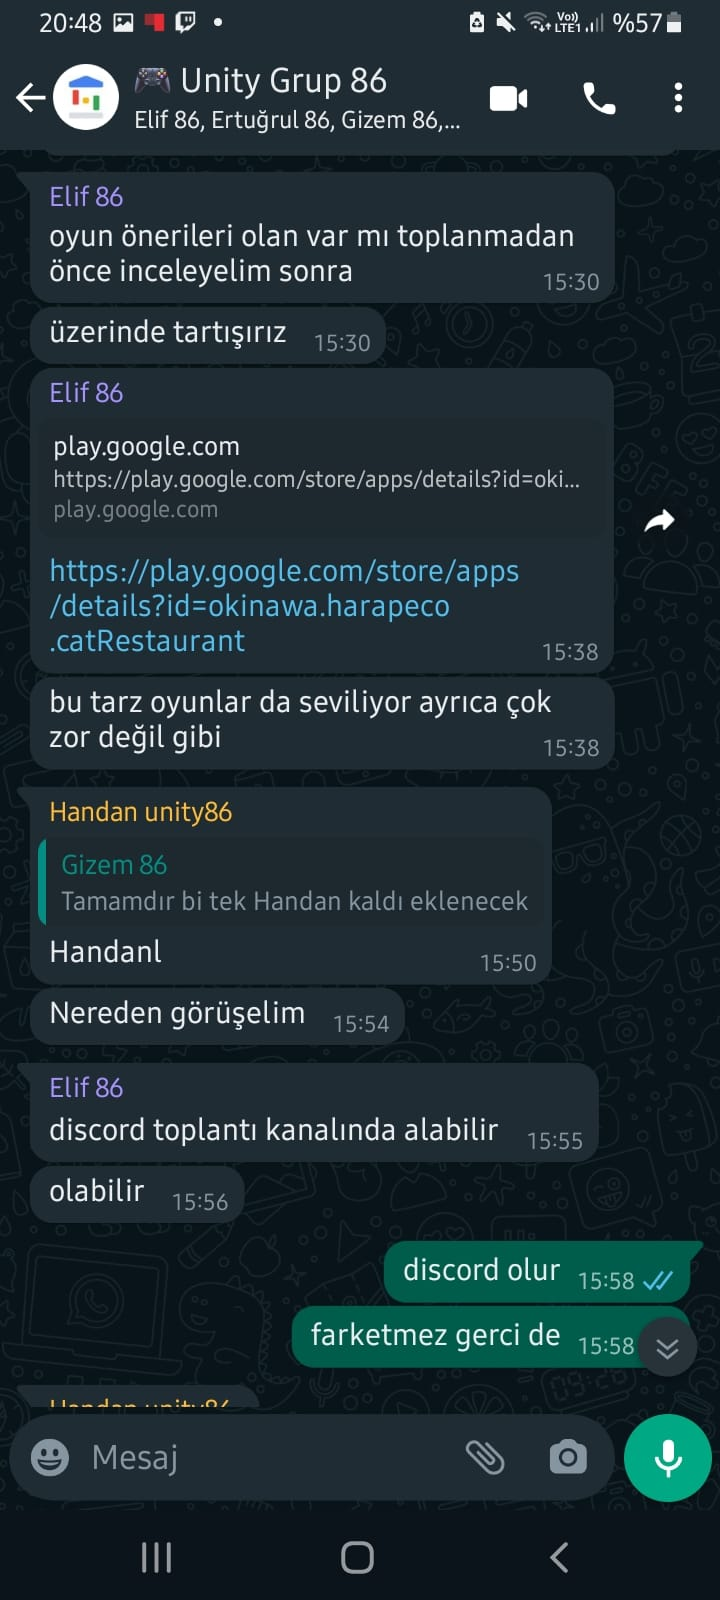 20:48
Vo))
LTE1
%57
🎮 Unity Grup 86
Elif 86, Ertuğrul 86, Gizem 86,...
Elif 86
oyun önerileri olan var mı toplanmadan
önce inceleyelim sonra
15:30
üzerinde tartışırız 15:30
Elif 86
play.google.com
https://play.google.com/store/apps/details?id=oki...
play.google.com
https://play.google.com/store/apps
/details?id=okinawa.harapeco
.catRestaurant
15:38
bu tarz oyunlar da seviliyor ayrıca çok
zor değil gibi
15:38
Handan unity86
Gizem 86
Tamamdır bi tek Handan kaldı eklenecek
Handanl
15:50
Nereden görüşelim 15:54
Elif 86
discord toplantı kanalında alabilir 15:55
olabilir 15:56
discord olur 15:58
farketmez gerci de 15:58
Handan unity86
Mesaj